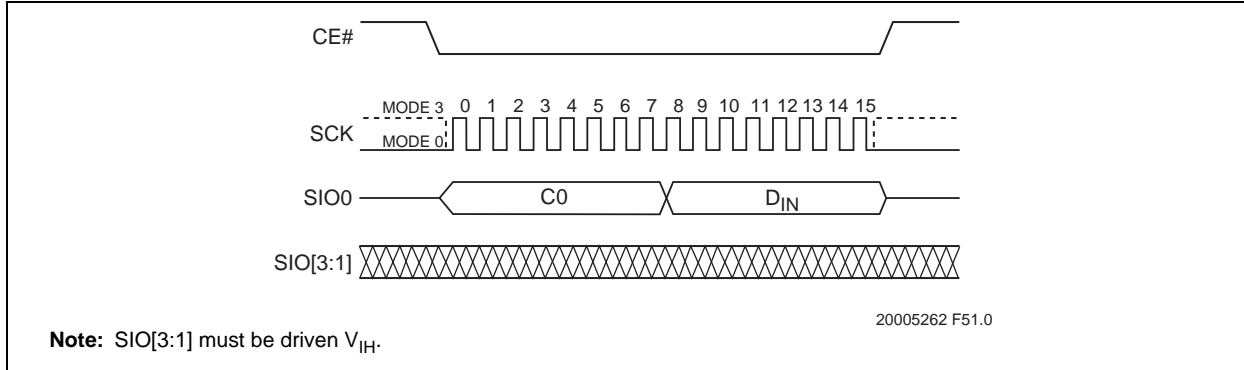 CE#
MODE 3 0 1 2 3 4 5 6 7 8 9 10 11 12 13 14 15
SCK
MODE 0
SIO0 C0 DIN
SIO[3:1]
20005262 F51.0
Note: SIO[3:1] must be driven VIH.